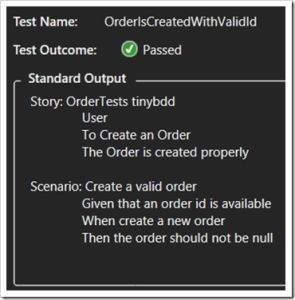 Test Name: OrderIsCreatedWithValidId
Test Outcome: Passed
Standard Output
Story: OrderTests tinybdd
User
To Create an Order
The Order is created properly
Scenario: Create a valid order
Given that an order id is available
When create a new order
Then the order should not be null